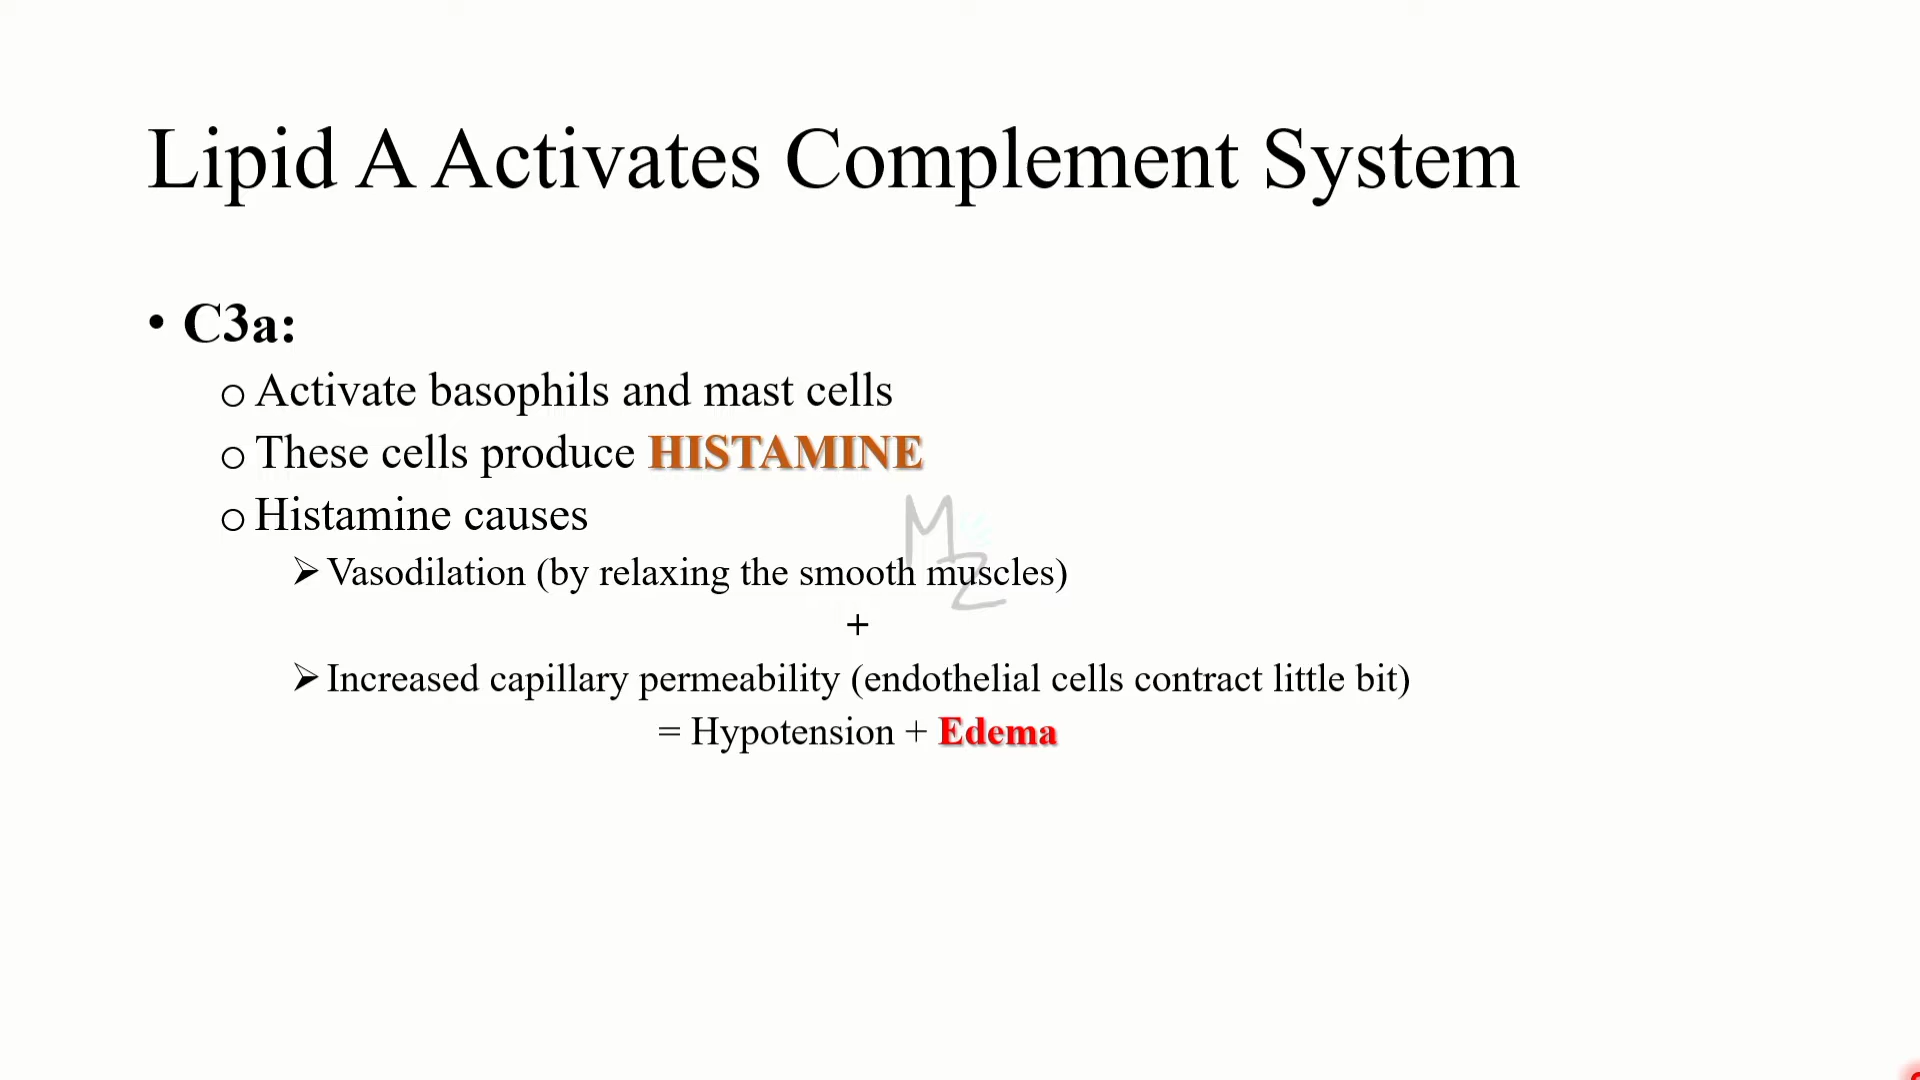 Lipid A Activates Complement System
• C3a:
o Activate basophils and mast cells
o These cells produce HISTAMINE
o Histamine causes
➢ Vasodilation (by relaxing the smooth muscles)
+
➢ Increased capillary permeability (endothelial cells contract little bit)
= Hypotension + Edema
MZ